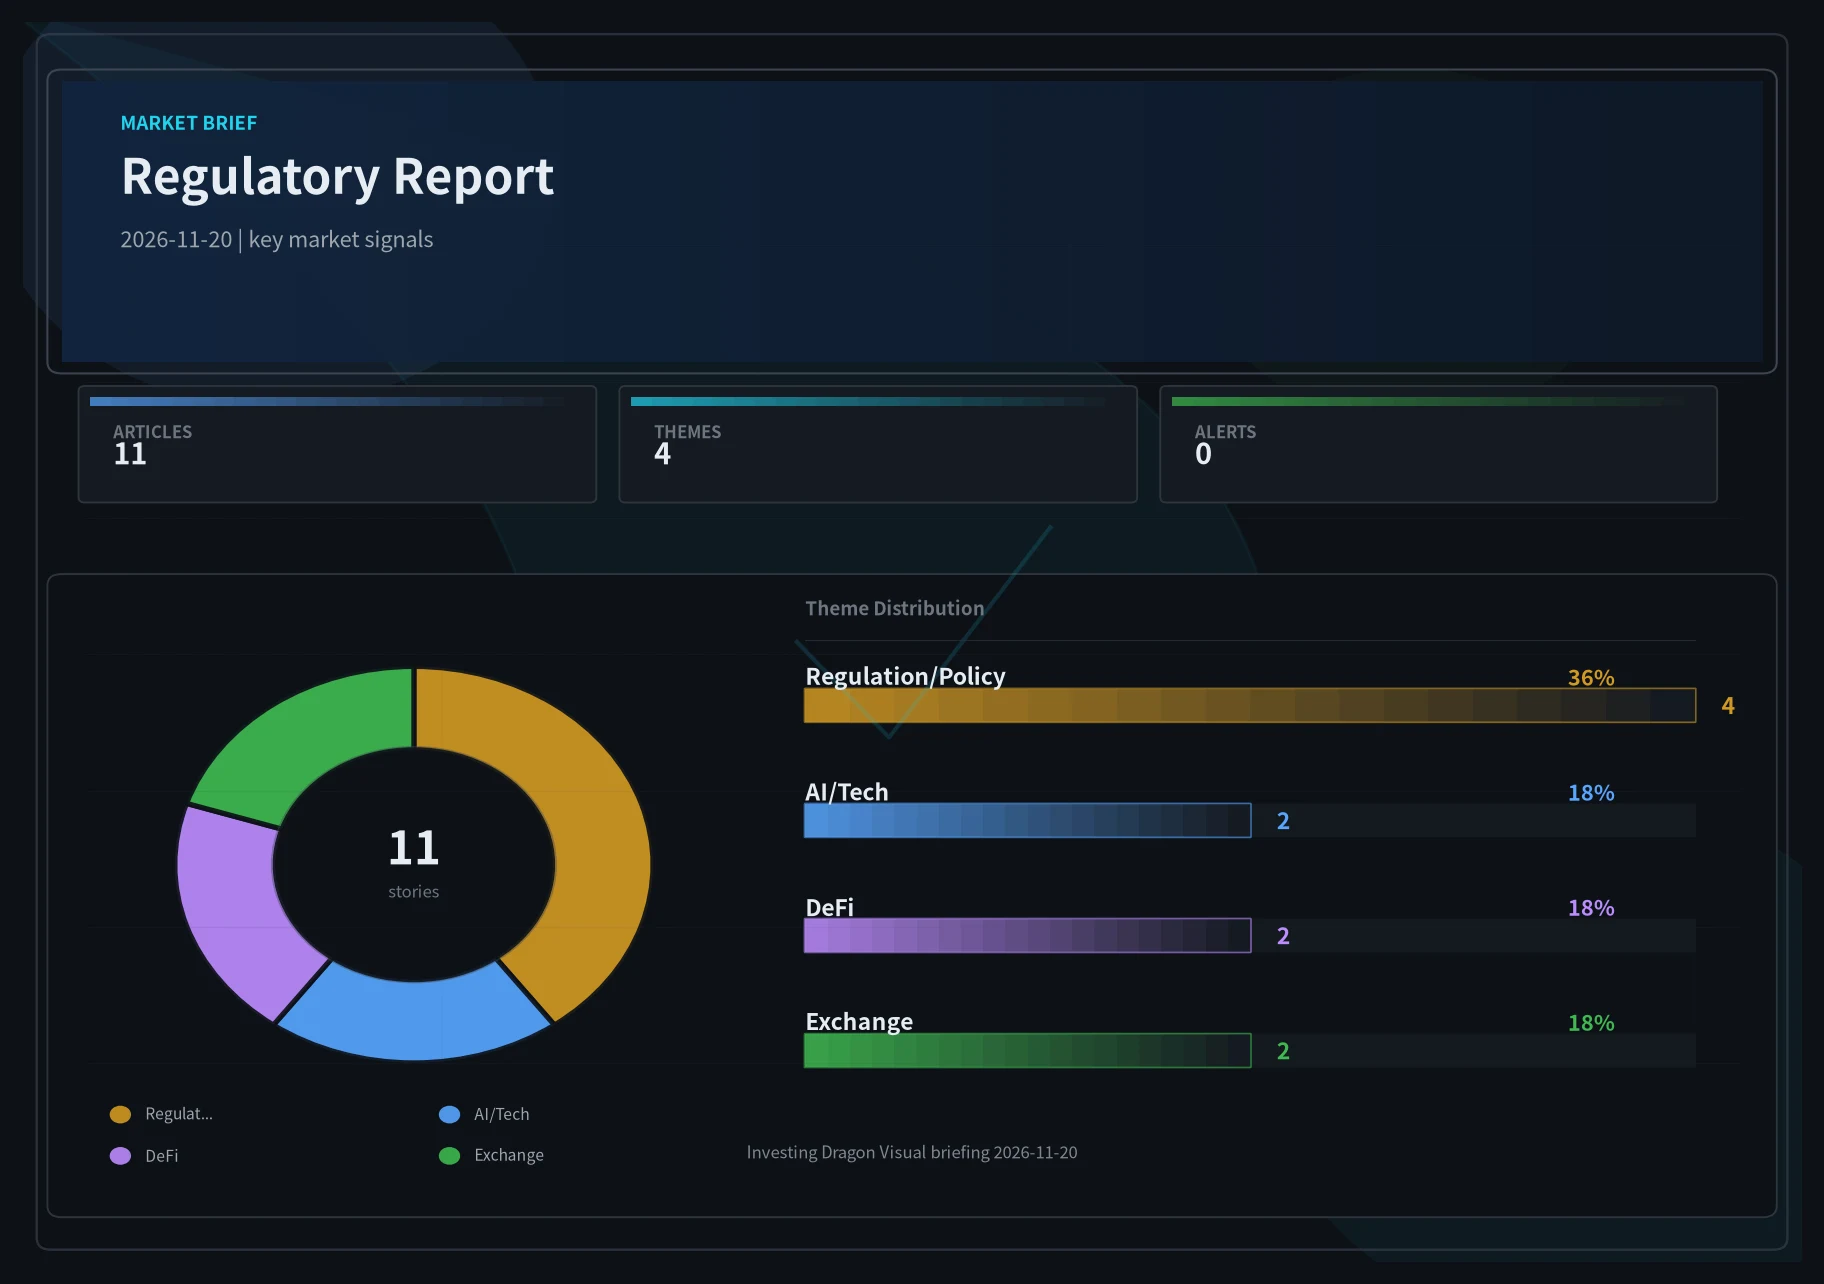 MARKET BRIEF
Regulatory Report
2026-11-20 | key market signals
ARTICLES
11
THEMES
4
ALERTS
0
Theme Distribution
Regulation/Policy
36%
4
AI/Tech
18%
2
DeFi
18%
2
Exchange
18%
2
11
stories
Regulat...
AI/Tech
DeFi
Exchange
Investing Dragon Visual briefing 2026-11-20